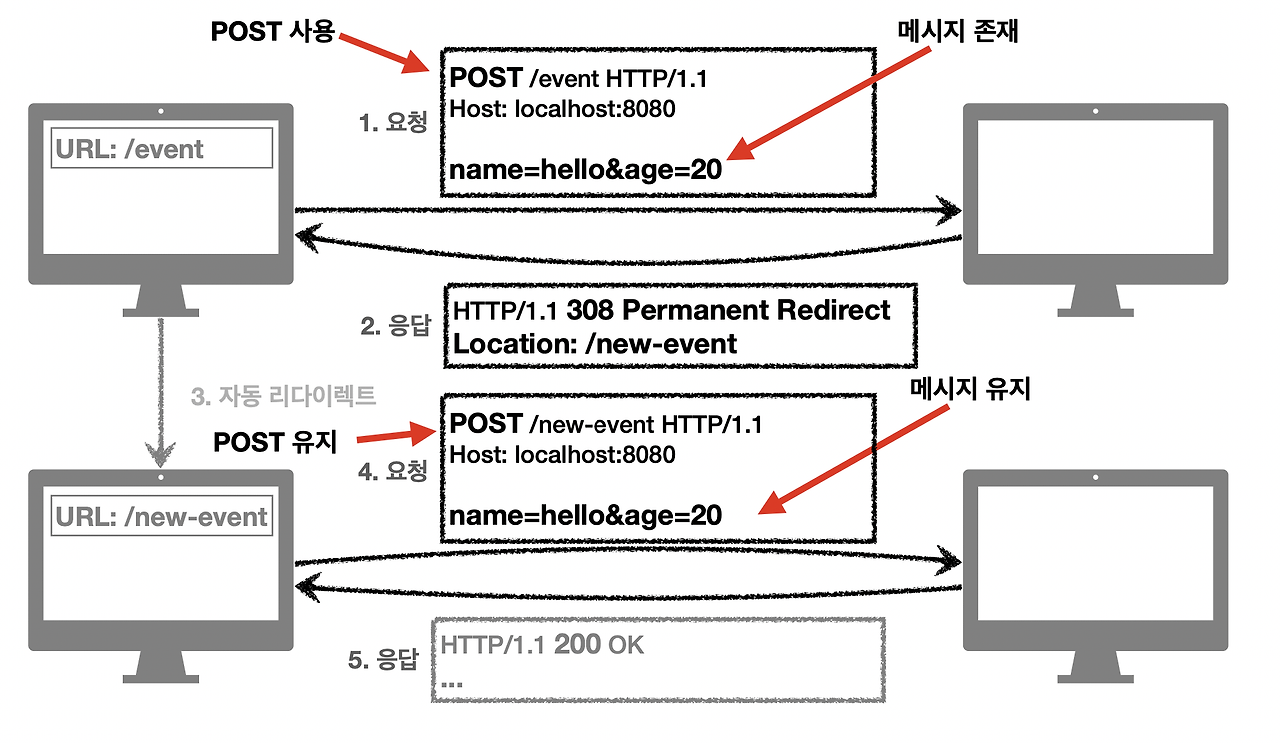 POST 사용
메시지 존재
POST /event HTTP/1.1
Host: localhost:8080
1. 요청
name=hello&age=20
URL: /event
2. 응답
HTTP/1.1 308 Permanent Redirect
Location: /new-event
3. 자동 리다이렉트
메시지 유지
POST 유지
POST /new-event HTTP/1.1
Host: localhost:8080
4. 요청
name=hello&age=20
URL: /new-event
5. 응답
HTTP/1.1 200 OK
...